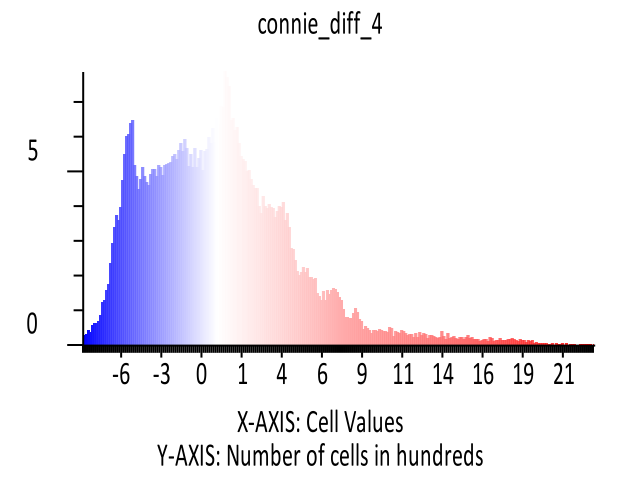 connie_diff_4
5
0
-6 -3 0 1 4 6 9 11 14 16 19 21
X-AXIS: Cell Values
Y-AXIS: Number of cells in hundreds